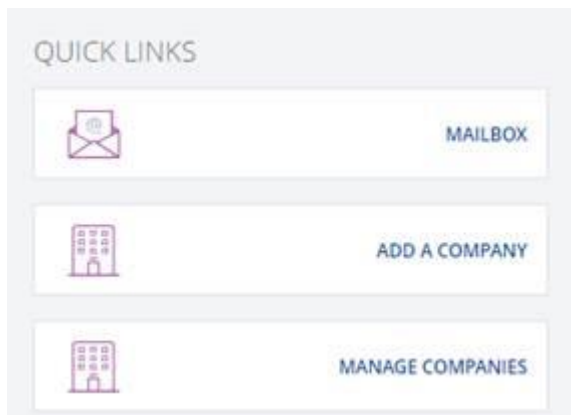 QUICK LINKS
@
MAILBOX
ADD A COMPANY
MANAGE COMPANIES